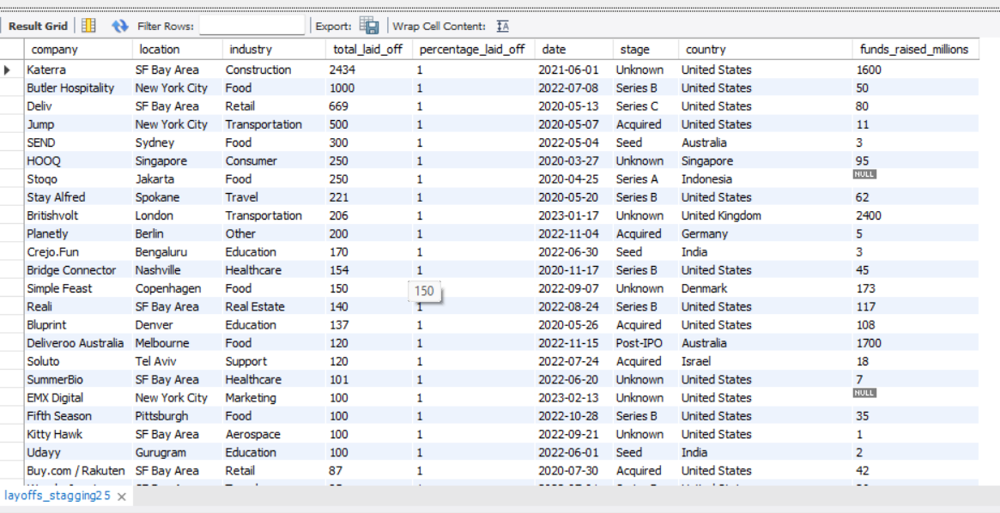 Result Grid Filter Rows: Export: Wrap Cell Content: IA
company location industry total_laid_off percentage_laid_off date stage country funds_raised_millions
Katerra SF Bay Area Construction 2434 1 2021-06-01 Unknown United States 1600
Butler Hospitality New York City Food 1000 1 2022-07-08 Series B United States 50
Deliv SF Bay Area Retail 669 1 2020-05-13 Series C United States 80
Jump New York City Transportation 500 1 2020-05-07 Acquired United States 11
SEND Sydney Food 300 1 2022-05-04 Seed Australia 3
HOOQ Singapore Consumer 250 1 2020-03-27 Unknown Singapore 95
Stoqo Jakarta Food 250 1 2020-04-25 Series A Indonesia NULL
Stay Alfred Spokane Travel 221 1 2020-05-20 Series B United States 62
Britishvolt London Transportation 206 1 2023-01-17 Unknown United Kingdom 2400
Planetly Berlin Other 200 1 2022-11-04 Acquired Germany 5
Crejo.Fun Bengaluru Education 170 1 2022-06-30 Seed India 3
Bridge Connector Nashville Healthcare 154 1 2020-11-17 Series B United States 45
Simple Feast Copenhagen Food 150 150 2022-09-07 Unknown Denmark 173
Reali SF Bay Area Real Estate 140 1 2022-08-24 Series B United States 117
Bluprint Denver Education 137 1 2020-05-26 Acquired United States 108
Deliveroo Australia Melbourne Food 120 1 2022-11-15 Post-IPO Australia 1700
Soluto Tel Aviv Support 120 1 2022-07-24 Acquired Israel 18
SummerBio SF Bay Area Healthcare 101 1 2022-06-20 Unknown United States 7
EMX Digital New York City Marketing 100 1 2023-02-13 Unknown United States NULL
Fifth Season Pittsburgh Food 100 1 2022-10-28 Series B United States 35
Kitty Hawk SF Bay Area Aerospace 100 1 2022-09-21 Unknown United States 1
Udayy Gurugram Education 100 1 2022-06-01 Seed India 2
Buy.com / Rakuten SF Bay Area Retail 87 1 2020-07-30 Acquired United States 42
layoffs_stagging25